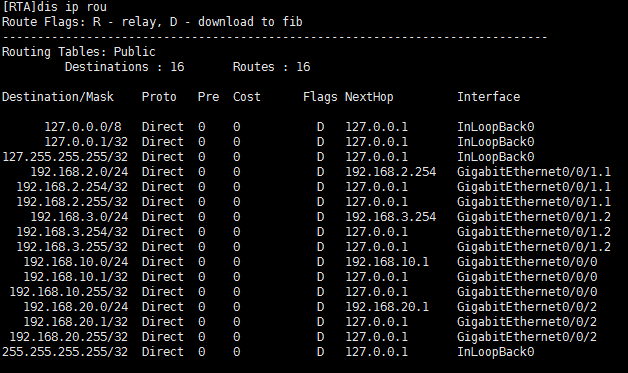 [RTA]dis ip rou
Route Flags: R - relay, D - download to fib
------------------------------------------------------------------------------
Routing Tables: Public
         Destinations : 16       Routes : 16

Destination/Mask    Proto   Pre  Cost      Flags NextHop         Interface

      127.0.0.0/8   Direct  0    0           D   127.0.0.1       InLoopBack0
      127.0.0.1/32  Direct  0    0           D   127.0.0.1       InLoopBack0
127.255.255.255/32  Direct  0    0           D   127.0.0.1       InLoopBack0
    192.168.2.0/24  Direct  0    0           D   192.168.2.254   GigabitEthernet0/0/1.1
  192.168.2.254/32  Direct  0    0           D   127.0.0.1       GigabitEthernet0/0/1.1
  192.168.2.255/32  Direct  0    0           D   127.0.0.1       GigabitEthernet0/0/1.1
    192.168.3.0/24  Direct  0    0           D   192.168.3.254   GigabitEthernet0/0/1.2
  192.168.3.254/32  Direct  0    0           D   127.0.0.1       GigabitEthernet0/0/1.2
  192.168.3.255/32  Direct  0    0           D   127.0.0.1       GigabitEthernet0/0/1.2
   192.168.10.0/24  Direct  0    0           D   192.168.10.1    GigabitEthernet0/0/0
   192.168.10.1/32  Direct  0    0           D   127.0.0.1       GigabitEthernet0/0/0
 192.168.10.255/32  Direct  0    0           D   127.0.0.1       GigabitEthernet0/0/0
   192.168.20.0/24  Direct  0    0           D   192.168.20.1    GigabitEthernet0/0/2
   192.168.20.1/32  Direct  0    0           D   127.0.0.1       GigabitEthernet0/0/2
 192.168.20.255/32  Direct  0    0           D   127.0.0.1       GigabitEthernet0/0/2
255.255.255.255/32  Direct  0    0           D   127.0.0.1       InLoopBack0